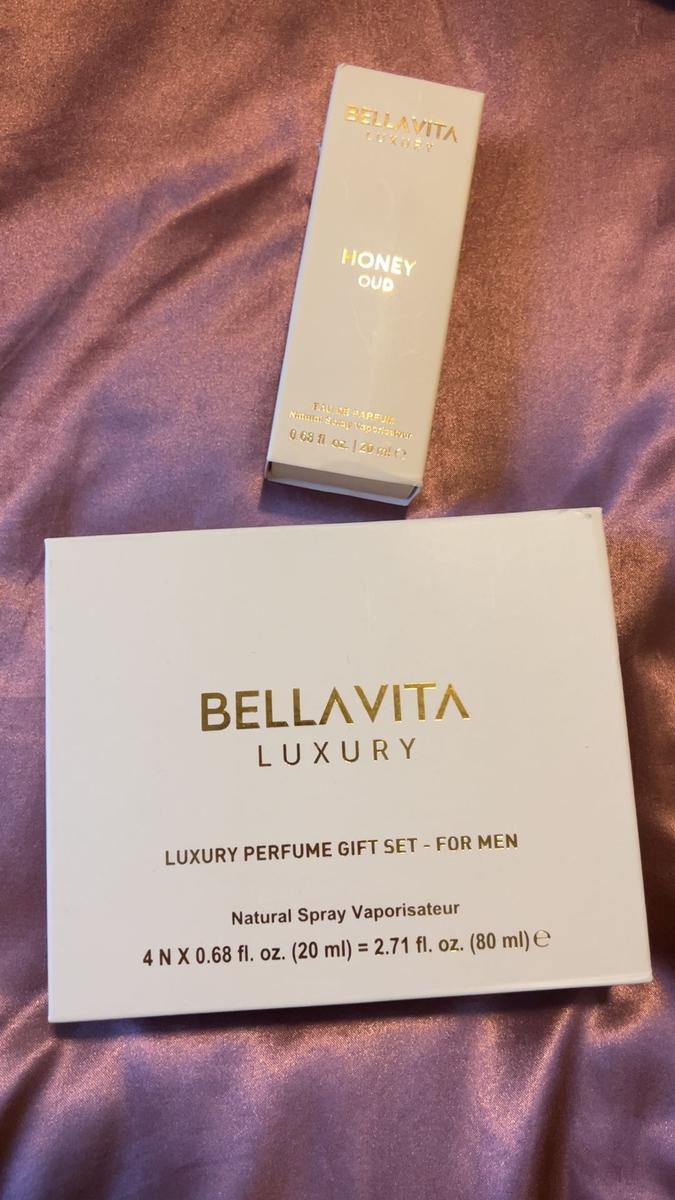 BELLAVITA
LUXURY
HONEY
OUD
EAU DE PARFUM
Natural Spray Vaporisateur
0.68 fl. oz. | 20 ml ℮
BELLAVITA
LUXURY
LUXURY PERFUME GIFT SET - FOR MEN
Natural Spray Vaporisateur
4 N X 0.68 fl. oz. (20 ml) = 2.71 fl. oz. (80 ml) ℮